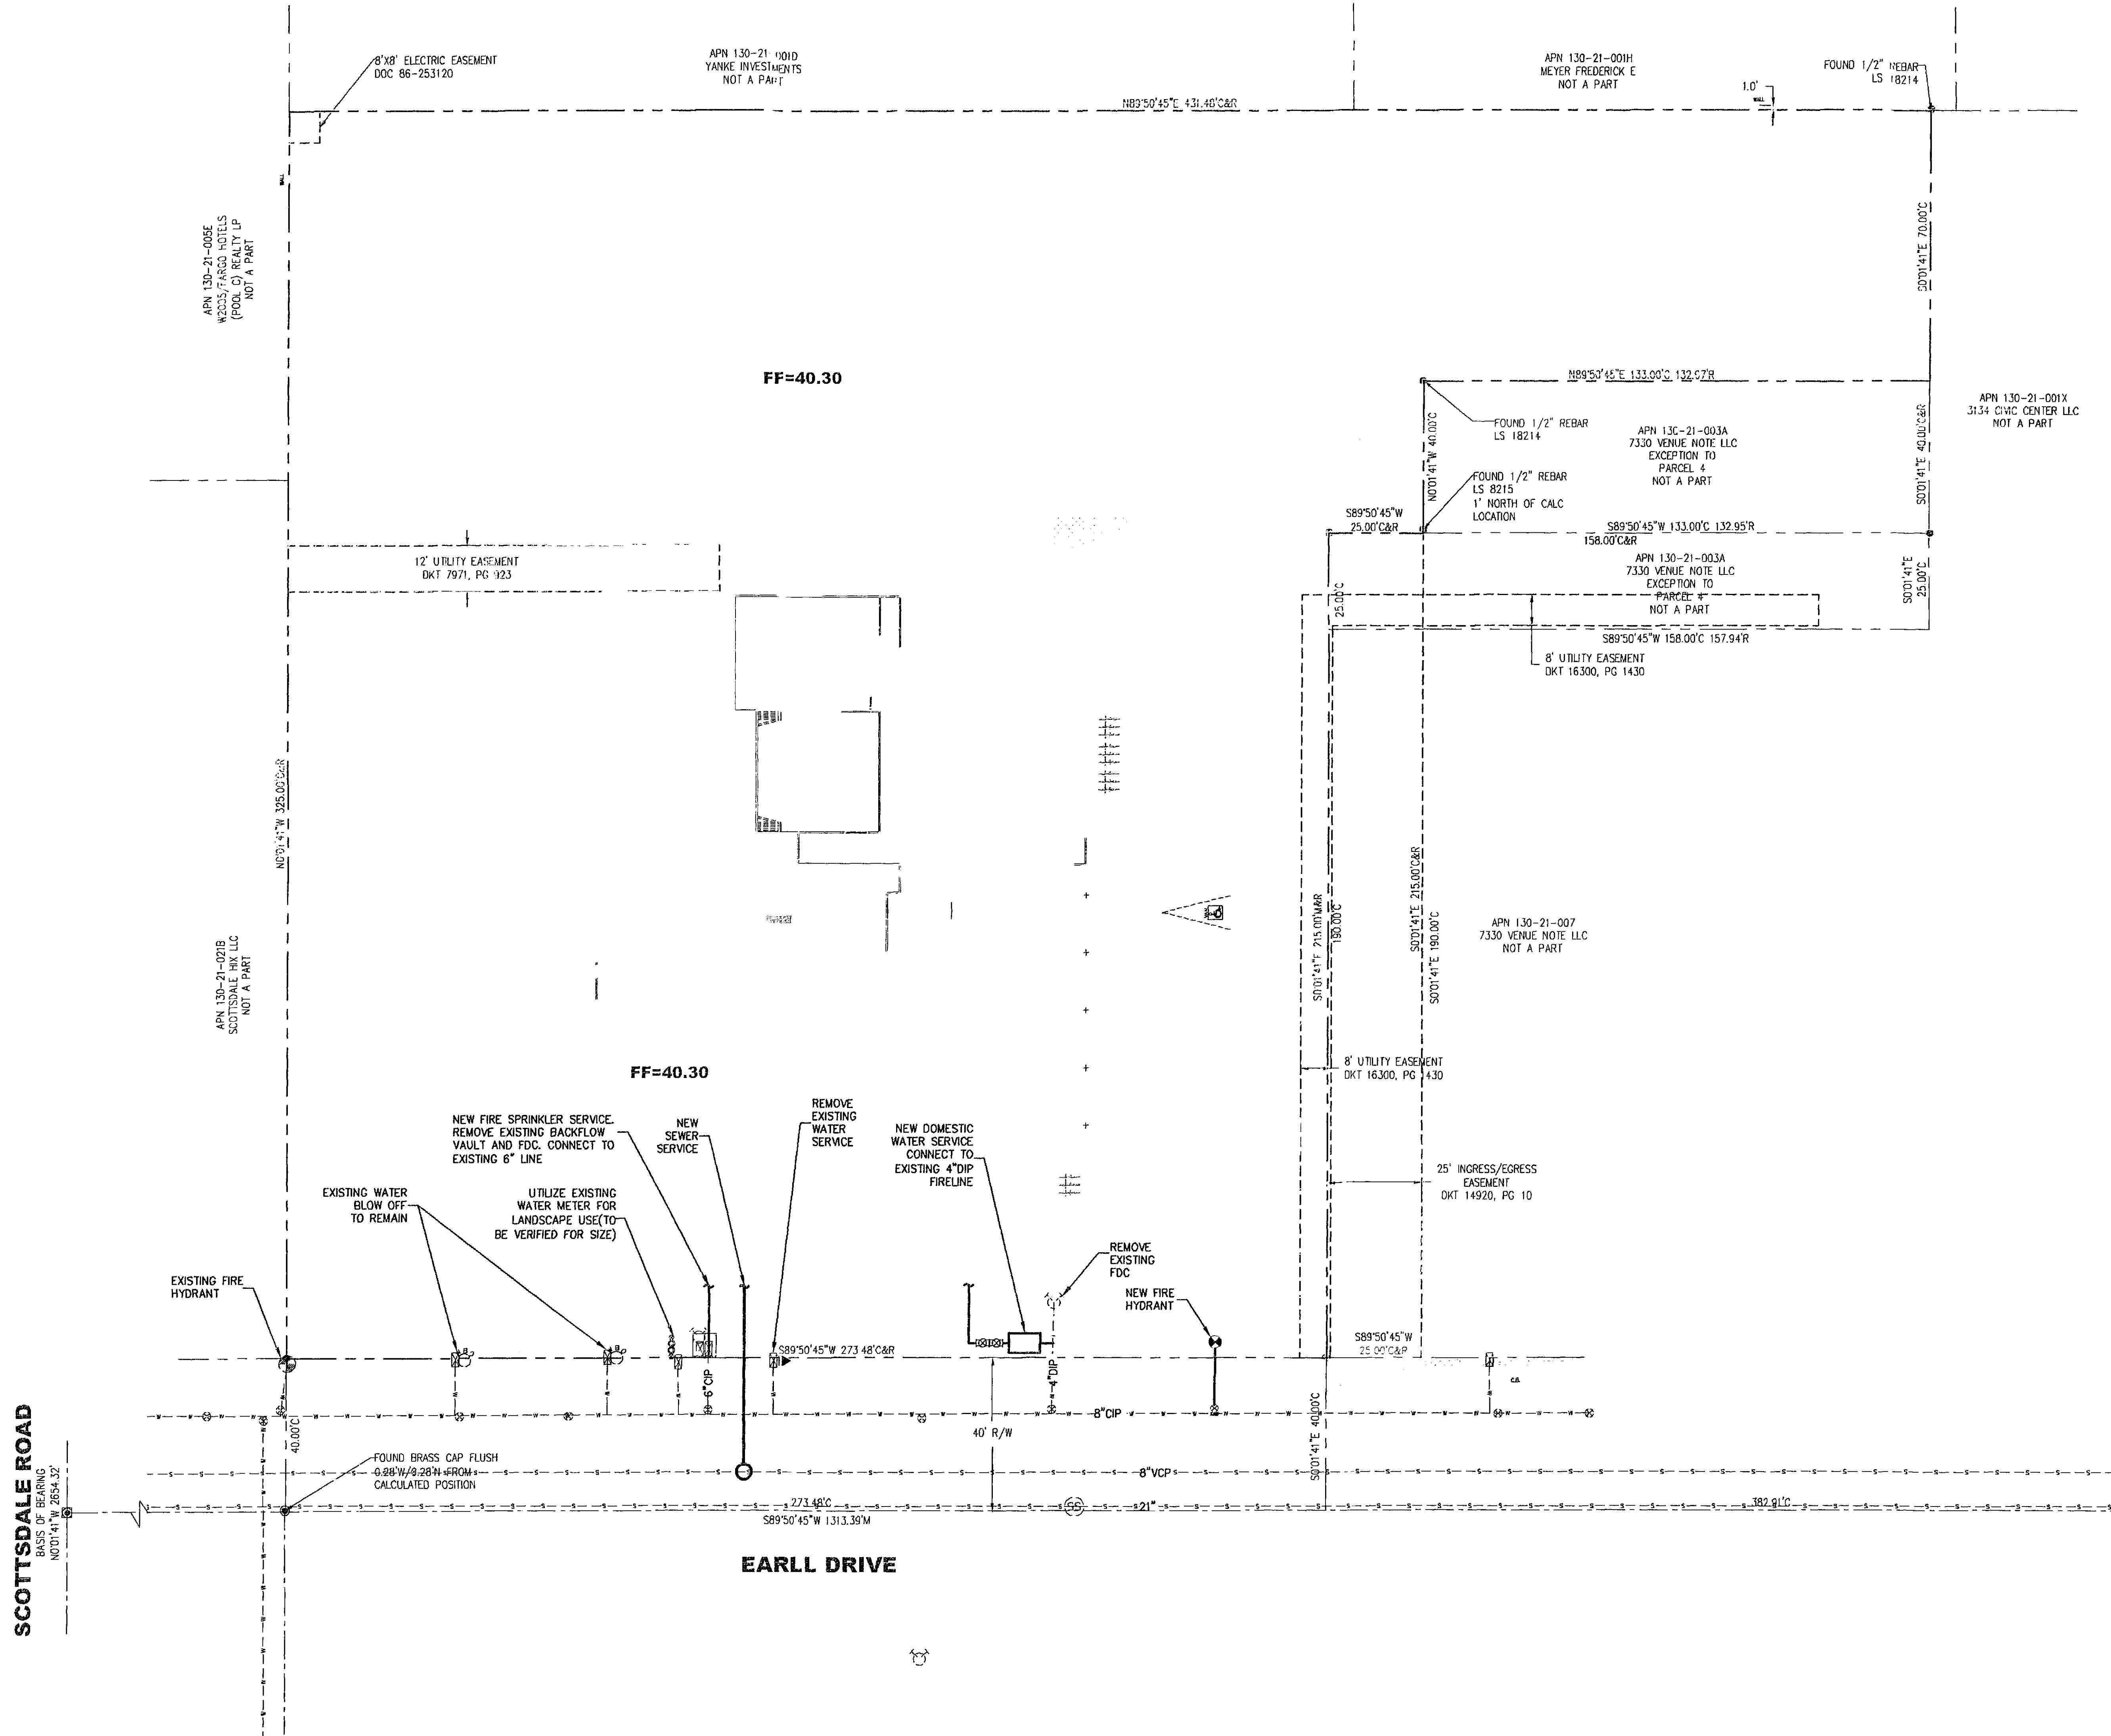 8'X8' ELECTRIC EASEMENT
DOC 86-253120
APN 130-21-001D
YANKE INVESTMENTS
NOT A PART
APN 130-21-001H
MEYER FREDERICK E
NOT A PART
FOUND 1/2" REBAR
LS 18214
1.0'
WALL
N89°50'45"E 431.48'C&R
WALL
APN 130-21-005E
W2005/FARGO HOTELS
(POOL C) REALTY LP
NOT A PART
S0°01'41"E 70.00'C
FF=40.30
N89°50'45"E 133.00'C 132.97'R
APN 130-21-001X
3134 CIVIC CENTER LLC
NOT A PART
N0°01'41"W 40.00'C
FOUND 1/2" REBAR
LS 18214
APN 130-21-003A
7330 VENUE NOTE LLC
EXCEPTION TO
PARCEL 4
NOT A PART
S0°01'41"E 40.00'C&R
FOUND 1/2" REBAR
LS 8215
1' NORTH OF CALC
LOCATION
S89°50'45"W
25.00'C&R
S89°50'45"W 133.00'C 132.95'R
158.00'C&R
12' UTILITY EASEMENT
DKT 7971, PG 923
APN 130-21-003A
7330 VENUE NOTE LLC
EXCEPTION TO
PARCEL 4
NOT A PART
25.00'C
S0°01'41"E
25.00'C
S89°50'45"W 158.00'C 157.94'R
8' UTILITY EASEMENT
DKT 16300, PG 1430
N0°01'41"W 325.00'C&R
APN 130-21-021B
SCOTTSDALE HIX LLC
NOT A PART
S0°01'41"E 215.00'M&R
190.00'C
S0°01'41"E 215.00'C&R
S0°01'41"E 190.00'C
APN 130-21-007
7330 VENUE NOTE LLC
NOT A PART
8' UTILITY EASEMENT
DKT 16300, PG 1430
FF=40.30
NEW FIRE SPRINKLER SERVICE.
REMOVE EXISTING BACKFLOW
VAULT AND FDC. CONNECT TO
EXISTING 6" LINE
NEW
SEWER
SERVICE
REMOVE
EXISTING
WATER
SERVICE
NEW DOMESTIC
WATER SERVICE
CONNECT TO
EXISTING 4"DIP
FIRELINE
25' INGRESS/EGRESS
EASEMENT
DKT 14920, PG 10
EXISTING WATER
BLOW OFF
TO REMAIN
UTILIZE EXISTING
WATER METER FOR
LANDSCAPE USE(TO
BE VERIFIED FOR SIZE)
REMOVE
EXISTING
FDC
EXISTING FIRE
HYDRANT
NEW FIRE
HYDRANT
S89°50'45"W 273.48'C&R
S89°50'45"W
25.00'C&R
6"CIP
4"DIP
8"CIP
40' R/W
40.00'C
S0°01'41"E 40.00'C
FOUND BRASS CAP FLUSH
0.28'W/0.28'N FROM
CALCULATED POSITION
8"VCP
273.48'C
SS
21"
382.91'C
S89°50'45"W 1313.39'M
SCOTTSDALE ROAD
BASIS OF BEARING
N0°01'41"W 2654.32'
EARLL DRIVE